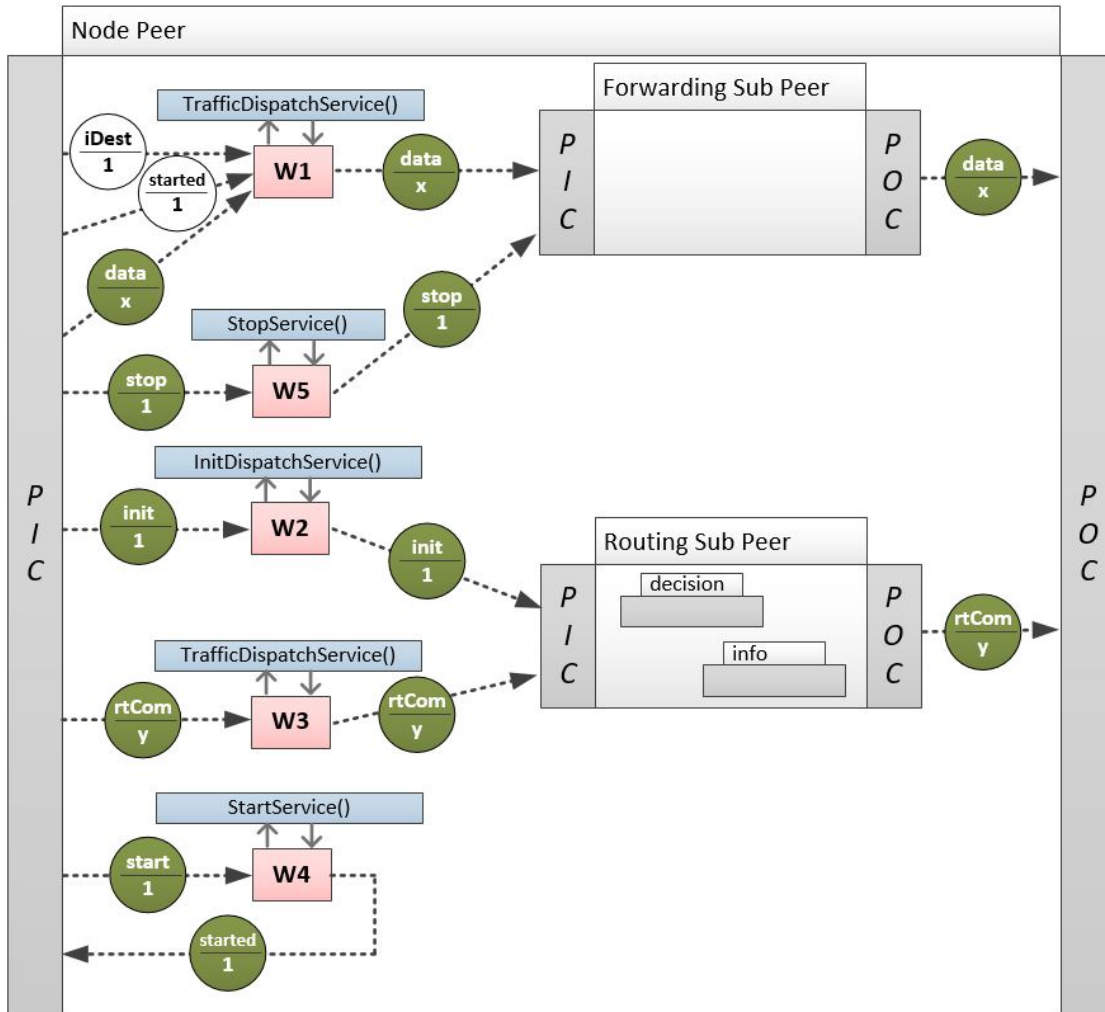 Node Peer
TrafficDispatchService()
Forwarding Sub Peer
iDest
1
started
1
data
x
W1
data
x
P
I
C
P
O
C
data
x
StopService()
stop
1
W5
stop
1
InitDispatchService()
init
1
W2
init
1
P
I
C
P
O
C
Routing Sub Peer
decision
info
P
I
C
P
O
C
rtCom
y
TrafficDispatchService()
rtCom
y
W3
rtCom
y
StartService()
start
1
W4
started
1